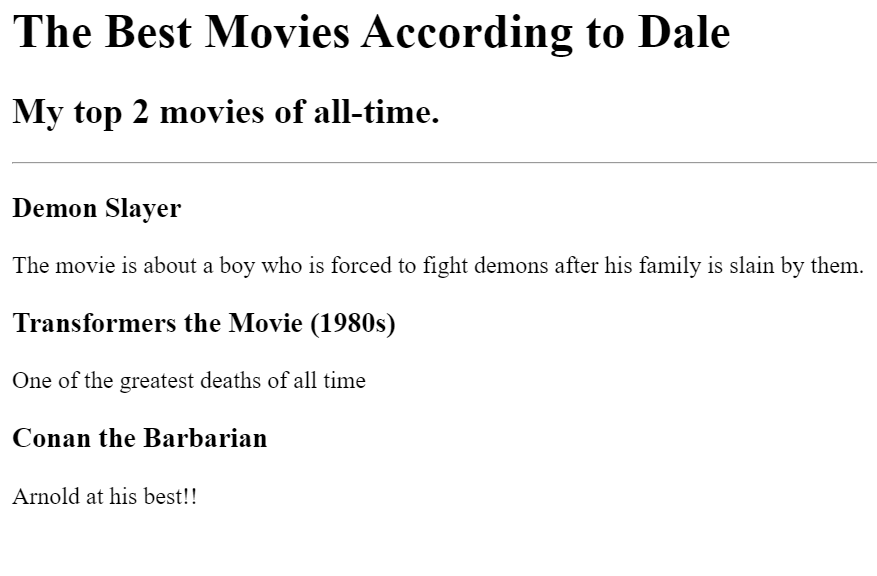 The Best Movies According to Dale
My top 2 movies of all-time.
Demon Slayer
The movie is about a boy who is forced to fight demons after his family is slain by them.
Transformers the Movie (1980s)
One of the greatest deaths of all time
Conan the Barbarian
Arnold at his best!!